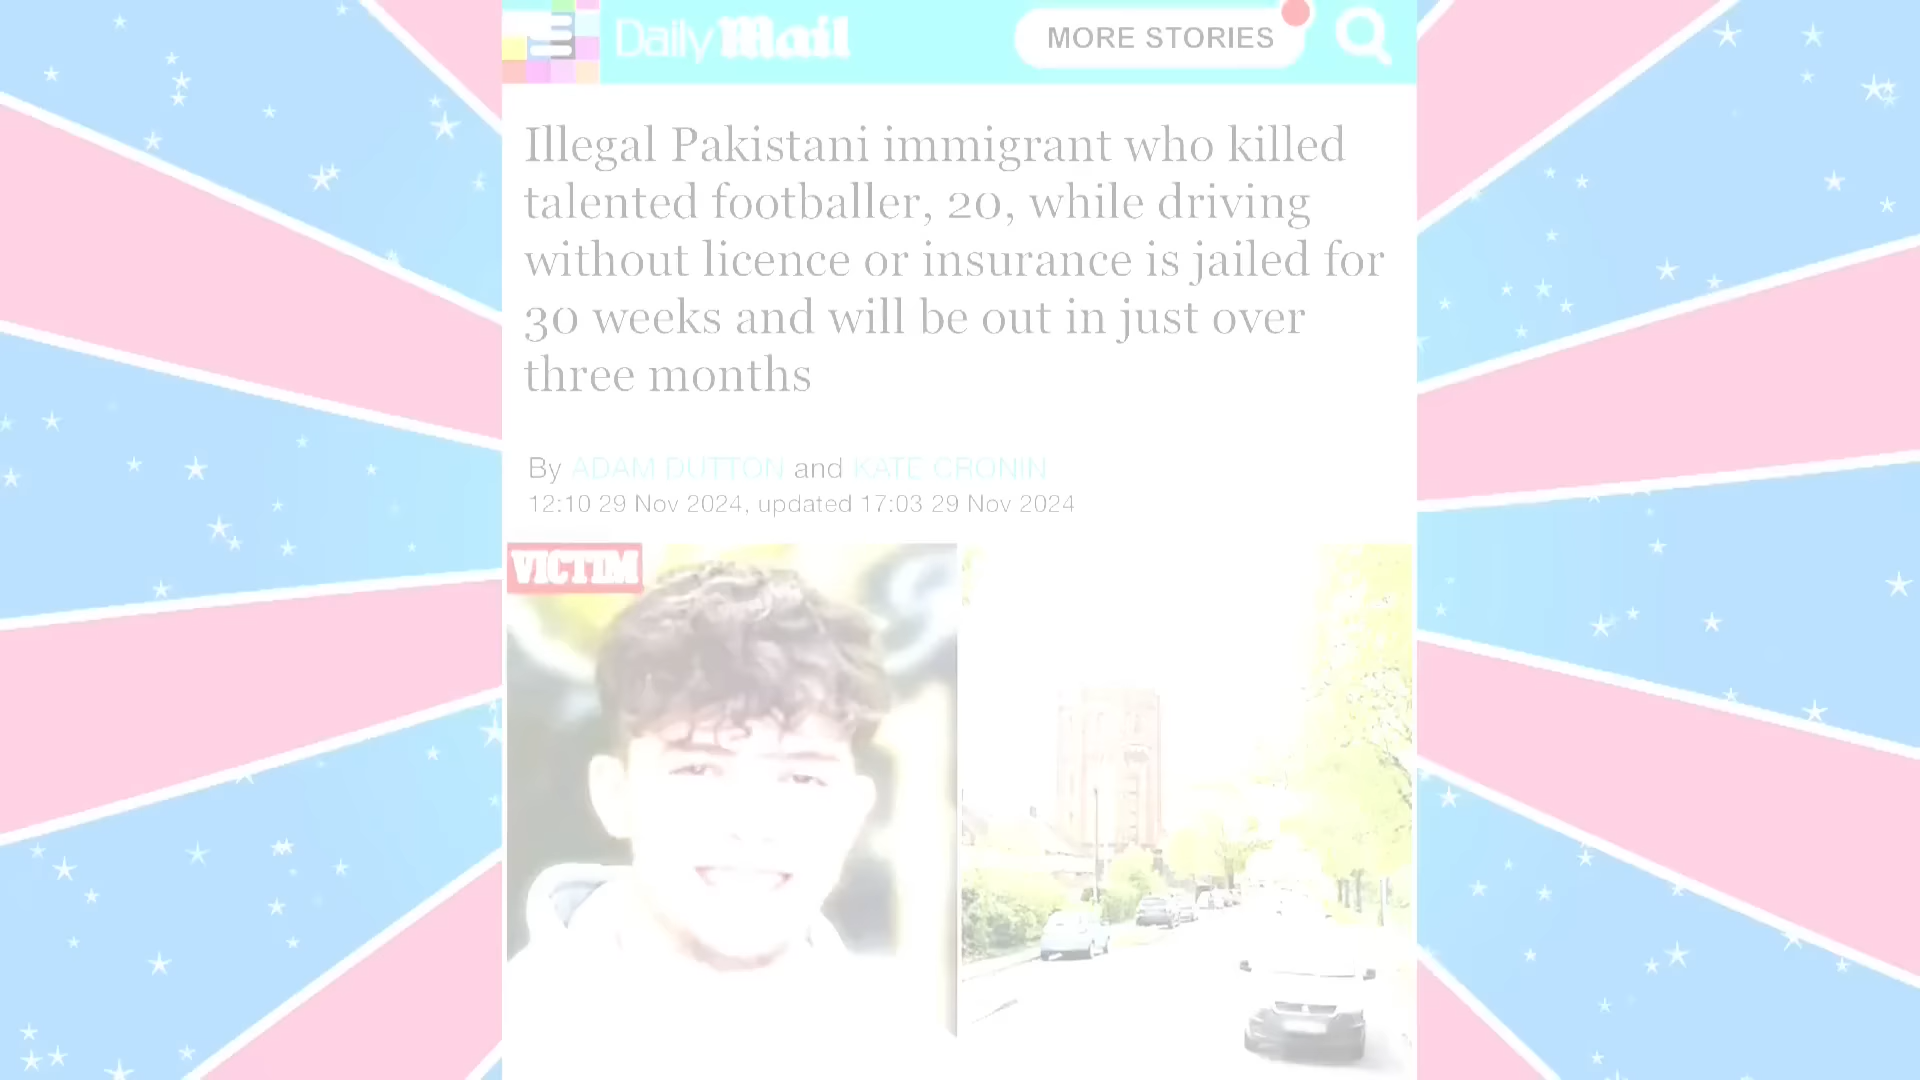 Daily Mail
MORE STORIES
Illegal Pakistani immigrant who killed
talented footballer, 20, while driving
without licence or insurance is jailed for
30 weeks and will be out in just over
three months
By ADAM DUTTON and KATE CRONIN
12:10 29 Nov 2024, updated 17:03 29 Nov 2024
VICTIM